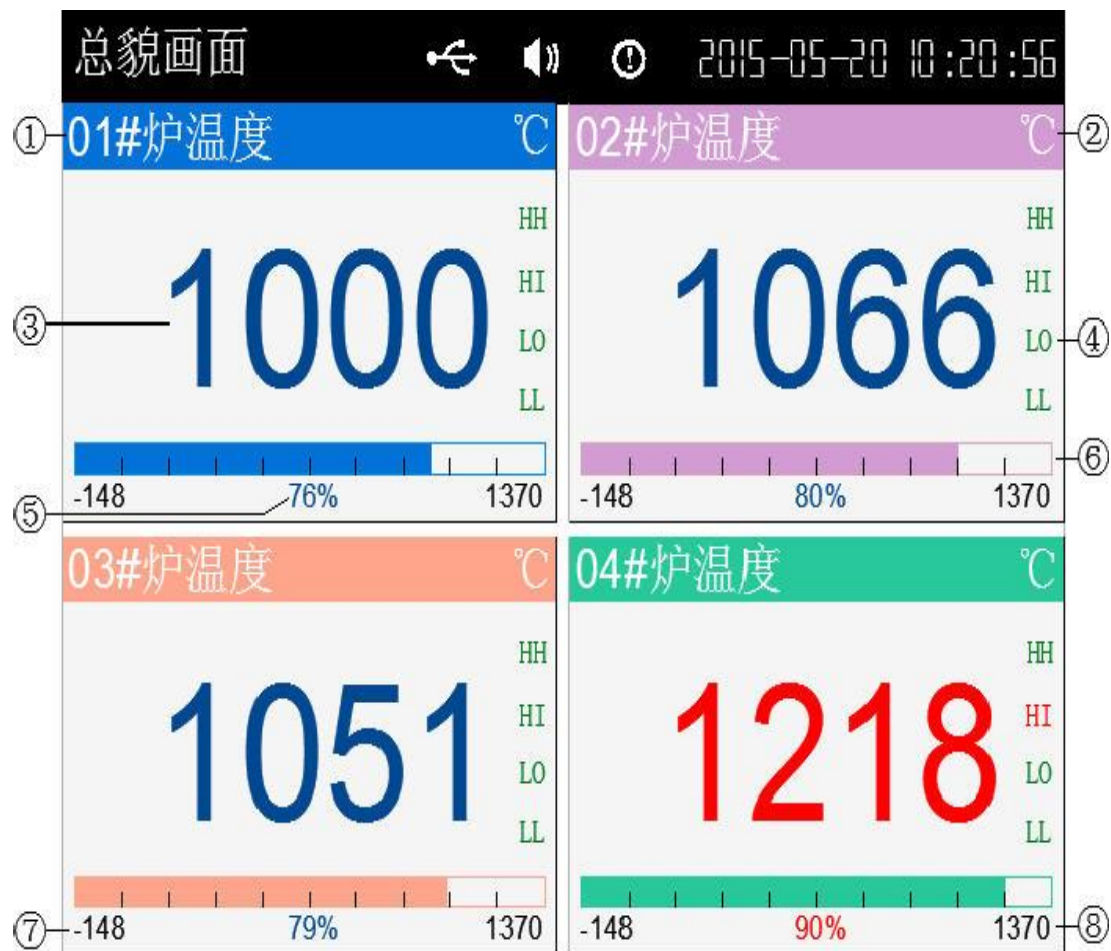 总貌画面 2015-05-20 10:20:56
① 01#炉温度 ℃
02#炉温度 ℃ ②
HH
HI
LO
LL
③ 1000
-148 76% 1370
⑤
HH
HI
LO ④
LL
1066
⑥
-148 80% 1370
03#炉温度 ℃
HH
HI
LO
LL
1051
⑦ -148 79% 1370
04#炉温度 ℃
HH
HI
LO
LL
1218
-148 90% 1370 ⑧